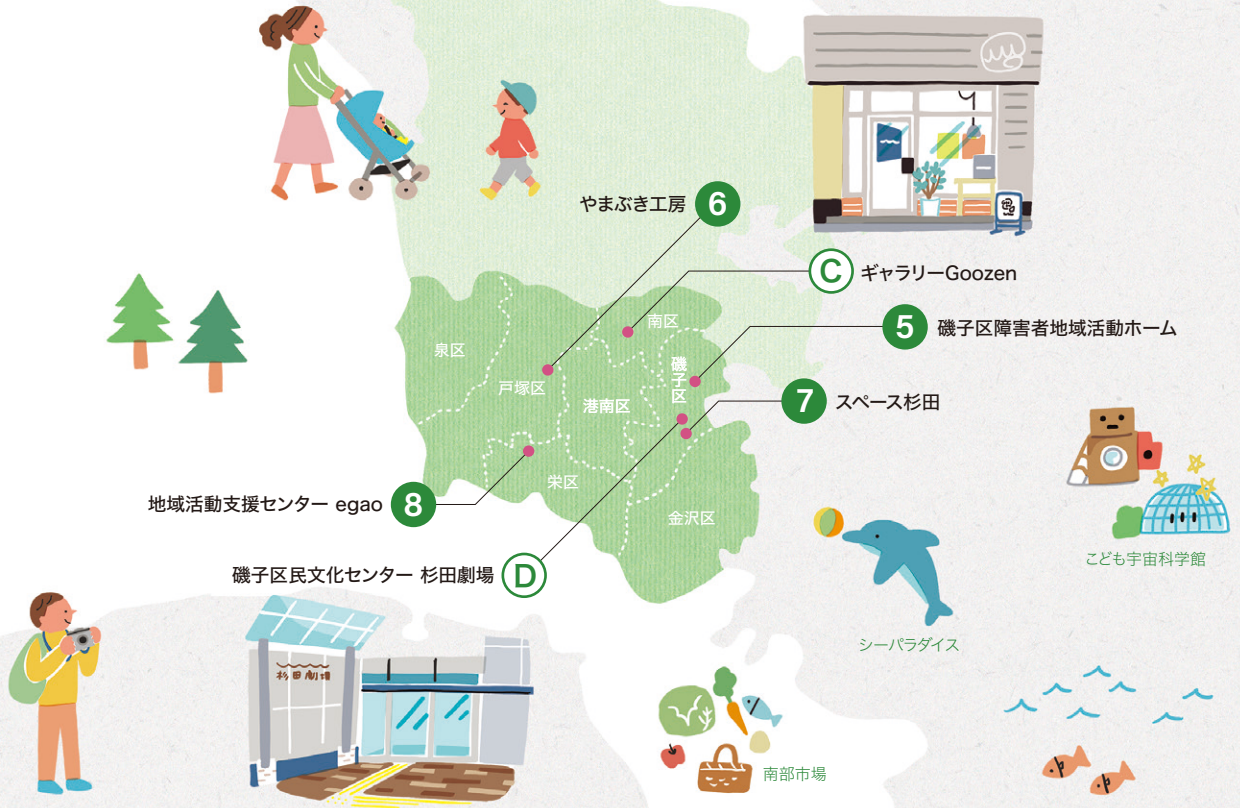 やまぶき工房 6
C ギャラリーGoozen
5 磯子区障害者地域活動ホーム
7 スペース杉田
南区
泉区
磯子区
戸塚区
港南区
栄区
金沢区
地域活動支援センター egao 8
磯子区民文化センター 杉田劇場 D
こども宇宙科学館
シーパラダイス
杉田劇場
南部市場